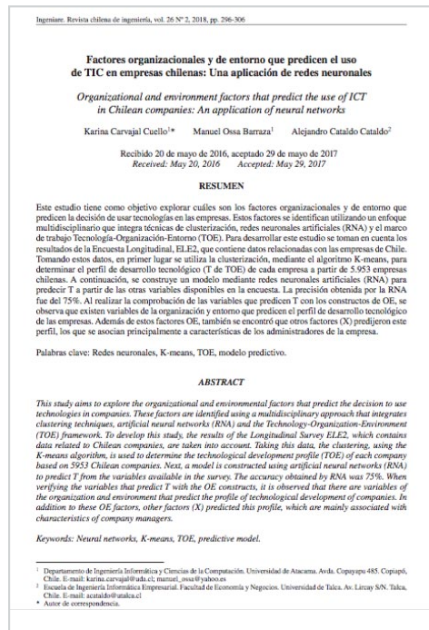 Ingeniare. Revista chilena de ingeniería, vol. 26 Nº 2, 2018, pp. 296-306
Factores organizacionales y de entorno que predicen el uso
de TIC en empresas chilenas: Una aplicación de redes neuronales
Organizational and environment factors that predict the use of ICT
in Chilean companies: An application of neural networks
Karina Carvajal Cuello¹* Manuel Ossa Barraza¹ Alejandro Cataldo Cataldo²
Recibido 20 de mayo de 2016, aceptado 29 de mayo de 2017
Received: May 20, 2016 Accepted: May 29, 2017
RESUMEN
Este estudio tiene como objetivo explorar cuáles son los factores organizacionales y de entorno que
predicen la decisión de usar tecnologías en las empresas. Estos factores se identifican utilizando un enfoque
multidisciplinario que integra técnicas de clusterización, redes neuronales artificiales (RNA) y el marco
de trabajo Tecnología-Organización-Entorno (TOE). Para desarrollar este estudio se toman en cuenta los
resultados de la Encuesta Longitudinal, ELE2, que contiene datos relacionados con las empresas de Chile.
Tomando estos datos, en primer lugar se utiliza la clusterización, mediante el algoritmo K-means, para
determinar el perfil de desarrollo tecnológico (T de TOE) de cada empresa a partir de 5.953 empresas
chilenas. A continuación, se construye un modelo mediante redes neuronales artificiales (RNA) para
predecir T a partir de las otras variables disponibles en la encuesta. La precisión obtenida por la RNA
fue del 75%. Al realizar la comprobación de las variables que predicen T con los constructos de OE, se
observa que existen variables de la organización y entorno que predicen el perfil de desarrollo tecnológico
de las empresas. Además de estos factores OE, también se encontró que otros factores (X) predijeron este
perfil, los que se asocian principalmente a características de los administradores de la empresa.
Palabras clave: Redes neuronales, K-means, TOE, modelo predictivo.
ABSTRACT
This study aims to explore the organizational and environmental factors that predict the decision to use
technologies in companies. These factors are identified using a multidisciplinary approach that integrates
clustering techniques, artificial neural networks (RNA) and the Technology-Organization-Environment
(TOE) framework. To develop this study, the results of the Longitudinal Survey ELE2, which contains
data related to Chilean companies, are taken into account. Taking this data, the clustering, using the
K-means algorithm, is used to determine the technological development profile (TOE) of each company
based on 5953 Chilean companies. Next, a model is constructed using artificial neural networks (RNA)
to predict T from the variables available in the survey. The accuracy obtained by RNA was 75%. When
verifying the variables that predict T with the OE constructs, it is observed that there are variables of
the organization and environment that predict the profile of technological development of companies. In
addition to these OE factors, other factors (X) predicted this profile, which are mainly associated with
characteristics of company managers.
Keywords: Neural networks, K-means, TOE, predictive model.
¹ Departamento de Ingeniería Informática y Ciencias de la Computación. Universidad de Atacama. Avda. Copayapu 485. Copiapó,
Chile. E-mail: karina.carvajal@uda.cl; manuel_ossa@yahoo.es
² Escuela de Ingeniería Informática Empresarial. Facultad de Economía y Negocios. Universidad de Talca. Av. Lircay S/N. Talca,
Chile. E-mail: acataldo@utalca.cl
* Autor de correspondencia.